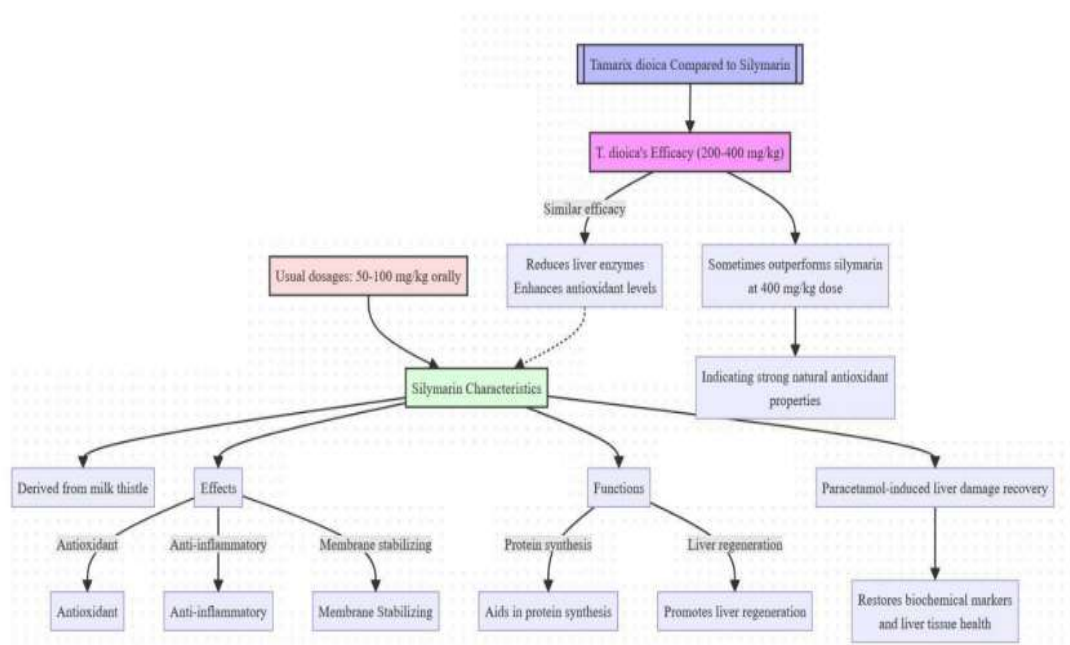 Tamarix dioica Compared to Silymarin
T. dioica's Efficacy (200-400 mg/kg)
Similar efficacy
Usual dosages: 50-100 mg/kg orally
Reduces liver enzymes
Enhances antioxidant levels
Sometimes outperforms silymarin
at 400 mg/kg dose
Silymarin Characteristics
Indicating strong natural antioxidant
properties
Derived from milk thistle
Effects
Functions
Paracetamol-induced liver damage recovery
Antioxidant
Anti-inflammatory
Membrane stabilizing
Protein synthesis
Liver regeneration
Antioxidant
Anti-inflammatory
Membrane Stabilizing
Aids in protein synthesis
Promotes liver regeneration
Restores biochemical markers
and liver tissue health